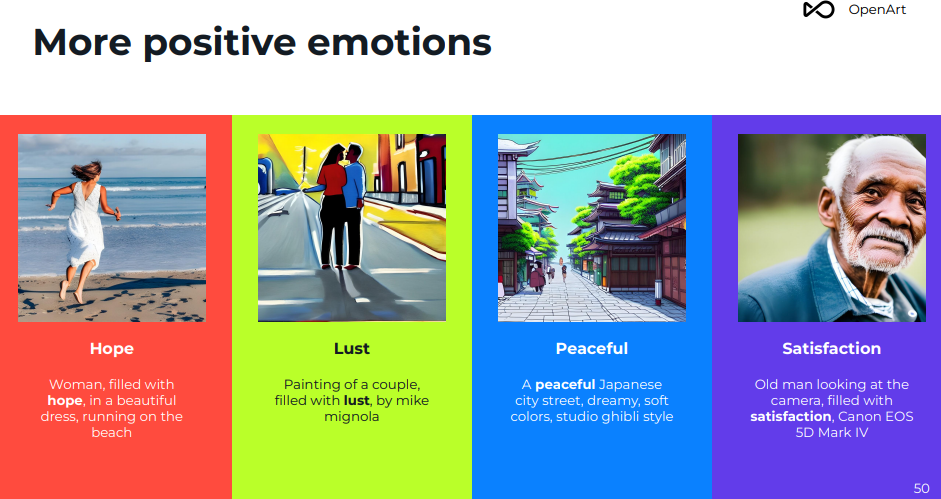 OpenArt
More positive emotions
Hope
Woman, filled with
hope, in a beautiful
dress, running on the
beach
Lust
Painting of a couple,
filled with lust, by mike
mignola
Peaceful
A peaceful Japanese
city street, dreamy, soft
colors, studio ghibli style
Satisfaction
Old man looking at the
camera, filled with
satisfaction, Canon EOS
5D Mark IV
50